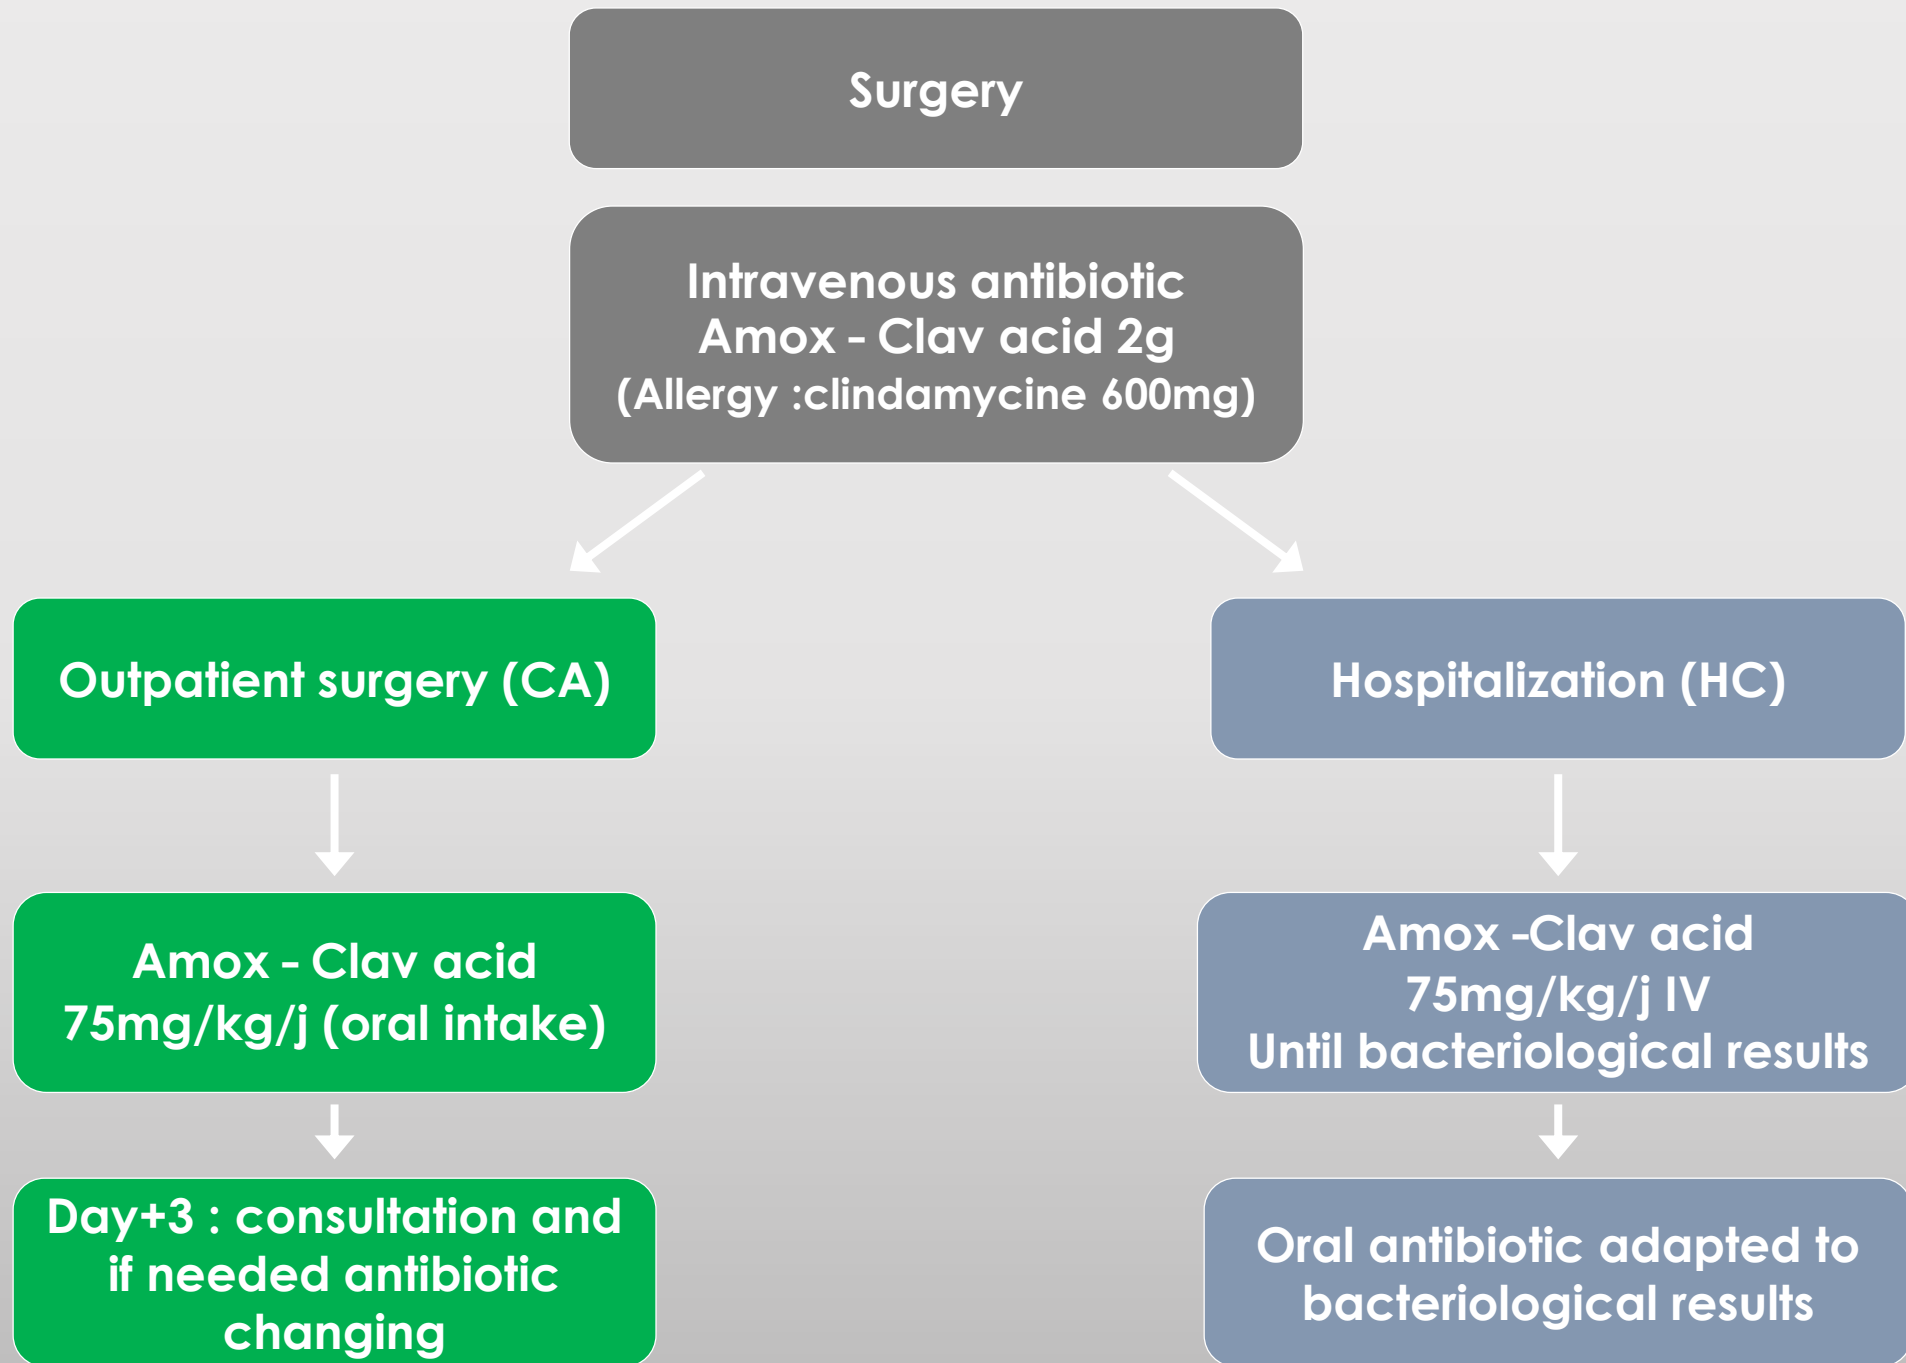 Surgery
Intravenous antibiotic
Amox - Clav acid 2g
(Allergy :clindamycine 600mg)
Outpatient surgery (CA)
Hospitalization (HC)
Amox - Clav acid
75mg/kg/j (oral intake)
Amox -Clav acid
75mg/kg/j IV
Until bacteriological results
Day+3 : consultation and
if needed antibiotic
changing
Oral antibiotic adapted to
bacteriological results